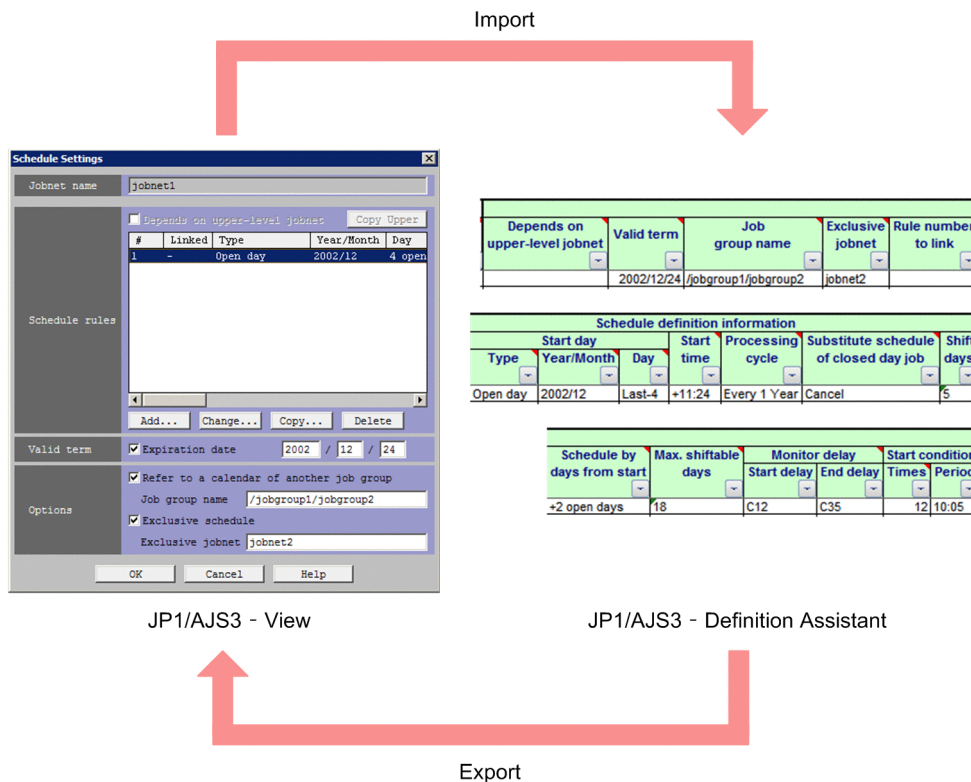 Import
Schedule Settings
Jobnet name
jobnet1
Schedule rules
Depends on upper-level jobnet
Copy Upper
# Linked Type Year/Month Day
1 - Open day 2002/12 4 open
Add... Change... Copy... Delete
Valid term
Expiration date 2002 / 12 / 24
Options
Refer to a calendar of another job group
Job group name /jobgroup1/jobgroup2
Exclusive schedule
Exclusive jobnet jobnet2
OK Cancel Help
JP1/AJS3 - View
Depends on
upper-level jobnet
Valid term
Job
group name
Exclusive
jobnet
Rule number
to link
2002/12/24 /jobgroup1/jobgroup2 jobnet2
Schedule definition information
Start day
Type Year/Month Day
Start
time
Processing
cycle
Substitute schedule
of closed day job
Shift
days
Open day 2002/12 Last-4 +11:24 Every 1 Year Cancel 5
Schedule by
days from start
Max. shiftable
days
Monitor delay
Start delay End delay
Start condition
Times Period
+2 open days 18 C12 C35 12 10:05
JP1/AJS3 - Definition Assistant
Export